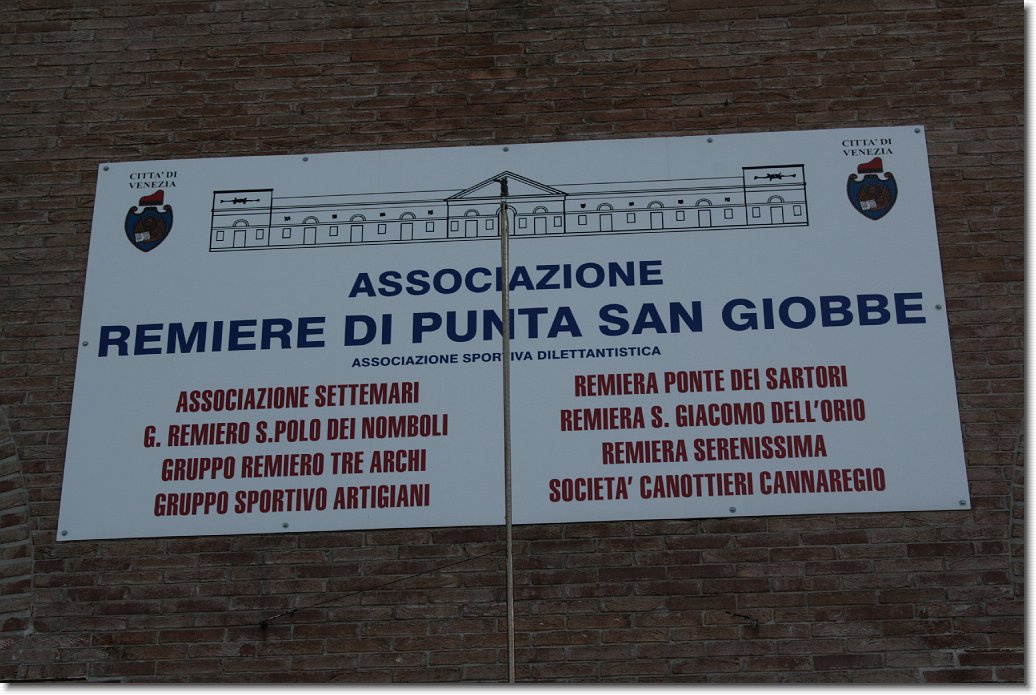 CITTA' DI
VENEZIA
CITTA' DI
VENEZIA
ASSOCIAZIONE
REMIERE DI PUNTA SAN GIOBBE
ASSOCIAZIONE SPORTIVA DILETTANTISTICA
ASSOCIAZIONE SETTEMARI
G. REMIERO S.POLO DEI NOMBOLI
GRUPPO REMIERO TRE ARCHI
GRUPPO SPORTIVO ARTIGIANI
REMIERA PONTE DEI SARTORI
REMIERA S. GIACOMO DELL'ORIO
REMIERA SERENISSIMA
SOCIETA' CANOTTIERI CANNAREGIO